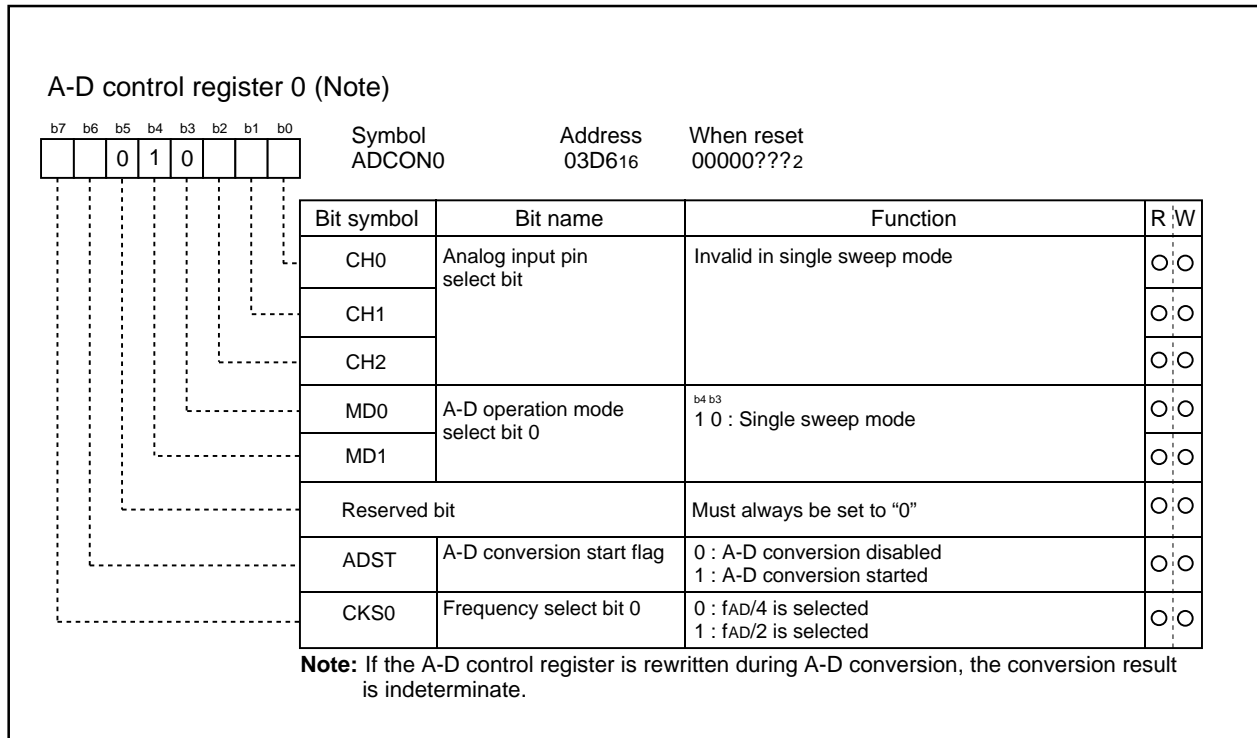 A-D control register 0 (Note)
b7 b6 b5 b4 b3 b2 b1 b0
0 1 0
Symbol Address When reset
ADCON0 03D616 00000???2
Bit symbol Bit name Function R W
CH0 Analog input pin select bit Invalid in single sweep mode
CH1
CH2
MD0 A-D operation mode select bit 0 b4 b3
1 0 : Single sweep mode
MD1
Reserved bit Must always be set to “0”
ADST A-D conversion start flag 0 : A-D conversion disabled
1 : A-D conversion started
CKS0 Frequency select bit 0 0 : fAD/4 is selected
1 : fAD/2 is selected
Note: If the A-D control register is rewritten during A-D conversion, the conversion result
is indeterminate.